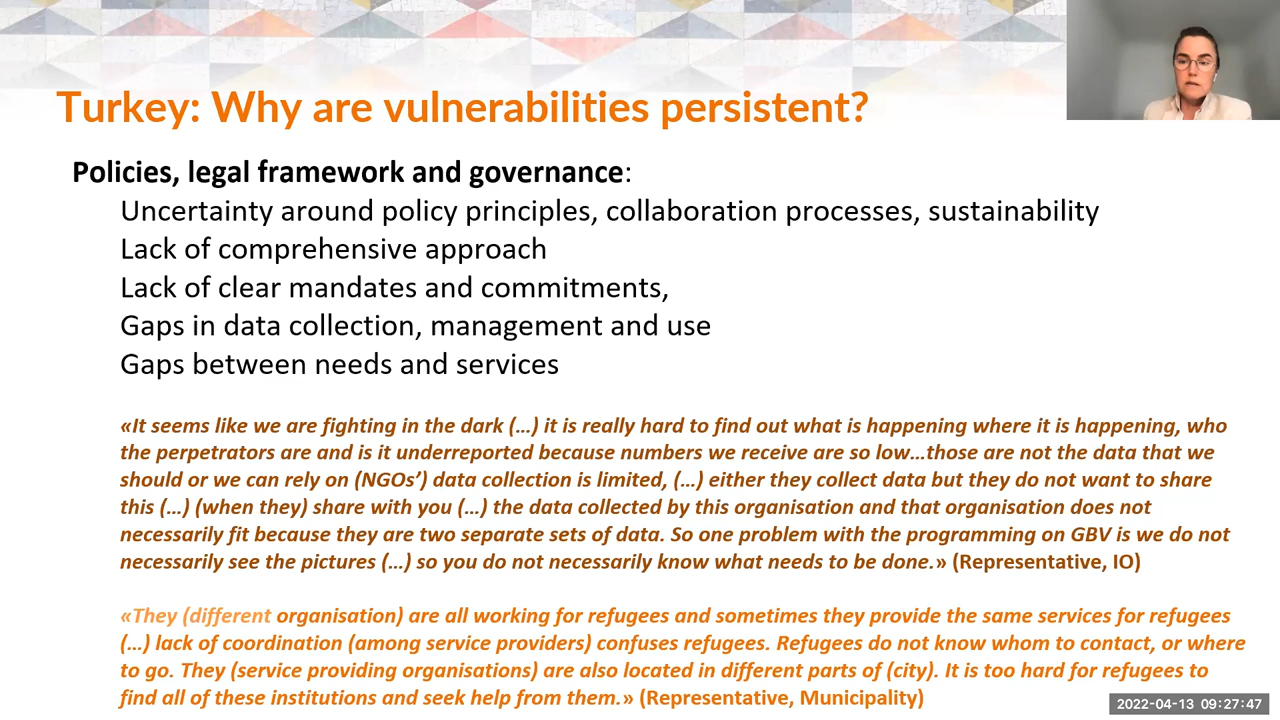 Turkey: Why are vulnerabilities persistent?
Policies, legal framework and governance:
Uncertainty around policy principles, collaboration processes, sustainability
Lack of comprehensive approach
Lack of clear mandates and commitments,
Gaps in data collection, management and use
Gaps between needs and services
«It seems like we are fighting in the dark (…) it is really hard to find out what is happening where it is happening, who
the perpetrators are and is it underreported because numbers we receive are so low…those are not the data that we
should or we can rely on (NGOs’) data collection is limited, (…) either they collect data but they do not want to share
this (…) (when they) share with you (…) the data collected by this organisation and that organisation does not
necessarily fit because they are two separate sets of data. So one problem with the programming on GBV is we do not
necessarily see the pictures (…) so you do not necessarily know what needs to be done.» (Representative, IO)
«They (different organisation) are all working for refugees and sometimes they provide the same services for refugees
(…) lack of coordination (among service providers) confuses refugees. Refugees do not know whom to contact, or where
to go. They (service providing organisations) are also located in different parts of (city). It is too hard for refugees to
find all of these institutions and seek help from them.» (Representative, Municipality)
2022-04-13 09:27:47